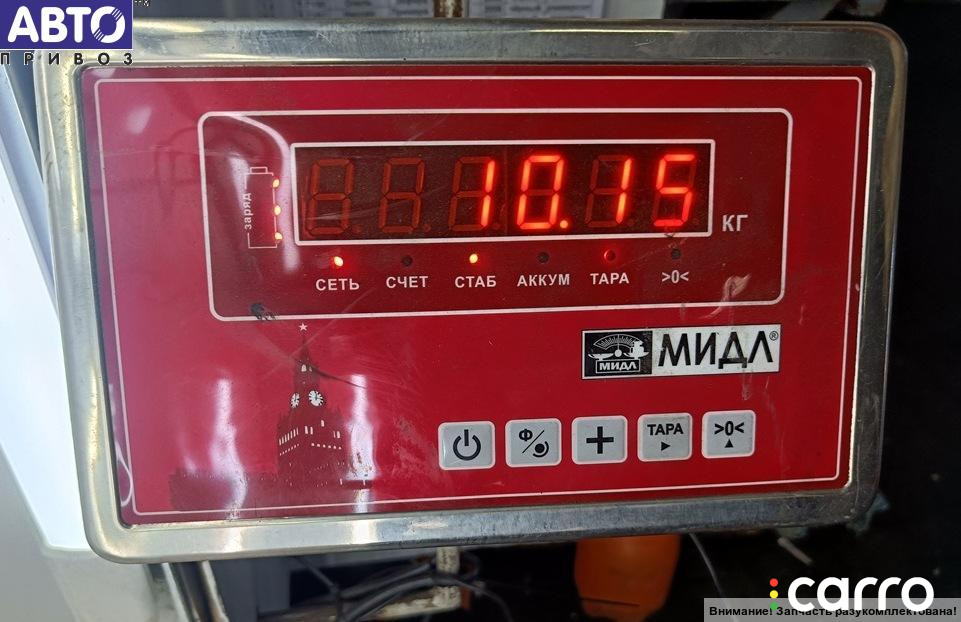 АВТО™
ПРИВОЗ
заряд
10.15
КГ
СЕТЬ СЧЕТ СТАБ АККУМ ТАРА >0<
МИДЛ МИДЛ®
Ф ТАРА >0<
carro
Внимание! Запчасть разукомплектована!